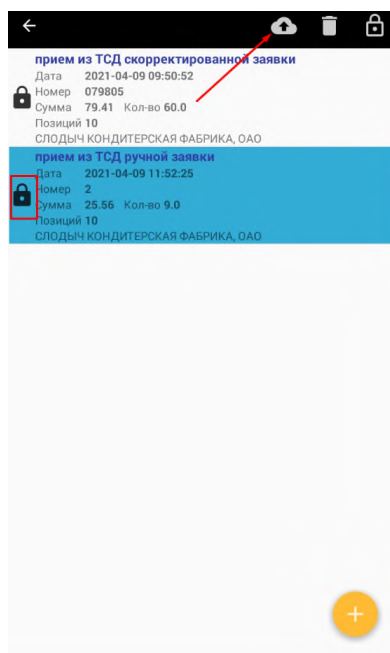 прием из ТСД скорректированной заявки
Дата 2021-04-09 09:50:52
Номер 079805
Сумма 79.41 Кол-во 60.0
Позиций 10
СЛОДЫЧ КОНДИТЕРСКАЯ ФАБРИКА, ОАО
прием из ТСД ручной заявки
Дата 2021-04-09 11:52:25
Номер 2
Сумма 25.56 Кол-во 9.0
Позиций 10
СЛОДЫЧ КОНДИТЕРСКАЯ ФАБРИКА, ОАО